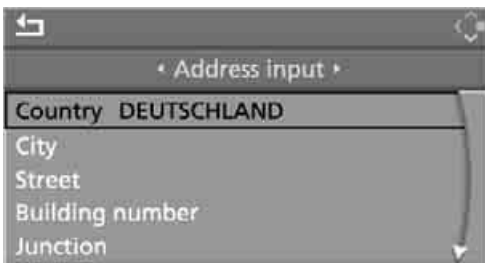 Address input
Country DEUTSCHLAND
City
Street
Building number
Junction